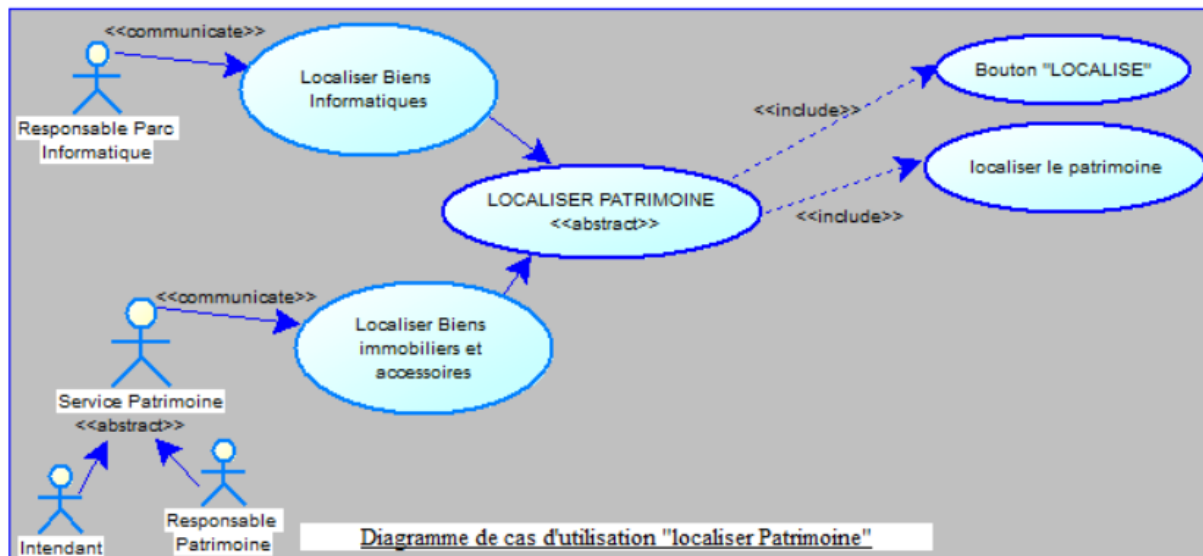 <<communicate>>
Responsable Parc
Informatique
Localiser Biens
Informatiques
Bouton "LOCALISE"
<<include>>
localiser le patrimoine
LOCALISER PATRIMOINE
<<abstract>>
<<include>>
<<communicate>>
Localiser Biens
immobiliers et
accessoires
Service Patrimoine
<<abstract>>
Intendant
Responsable
Patrimoine
Diagramme de cas d'utilisation "localiser Patrimoine"